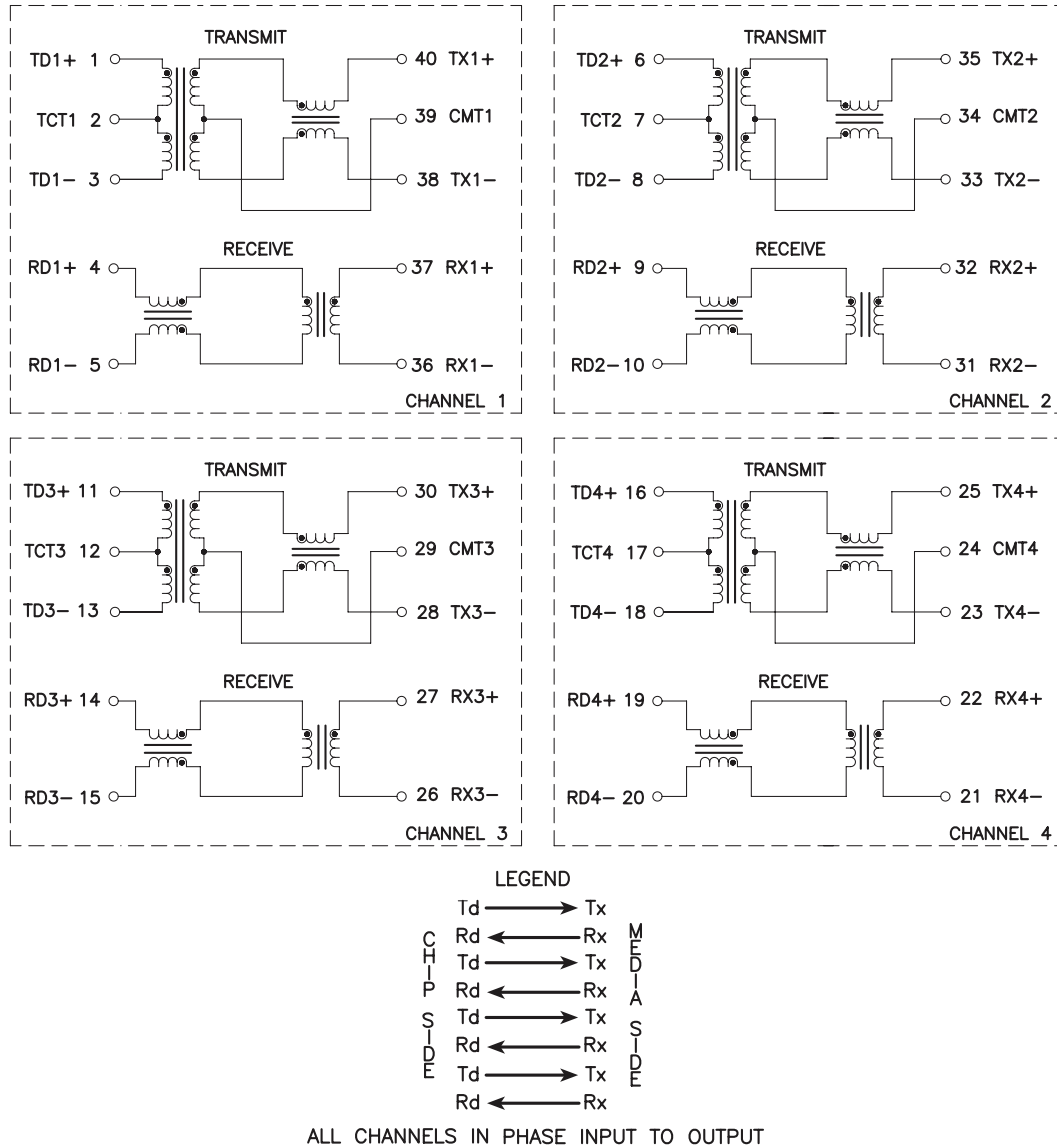 TRANSMIT
TD1+ 1
40 TX1+
TCT1 2
39 CMT1
TD1- 3
38 TX1-
RECEIVE
RD1+ 4
37 RX1+
RD1- 5
36 RX1-
CHANNEL 1
TRANSMIT
TD2+ 6
35 TX2+
TCT2 7
34 CMT2
TD2- 8
33 TX2-
RECEIVE
RD2+ 9
32 RX2+
RD2- 10
31 RX2-
CHANNEL 2
TRANSMIT
TD3+ 11
30 TX3+
TCT3 12
29 CMT3
TD3- 13
28 TX3-
RECEIVE
RD3+ 14
27 RX3+
RD3- 15
26 RX3-
CHANNEL 3
TRANSMIT
TD4+ 16
25 TX4+
TCT4 17
24 CMT4
TD4- 18
23 TX4-
RECEIVE
RD4+ 19
22 RX4+
RD4- 20
21 RX4-
CHANNEL 4
LEGEND
CHIP SIDE
Td Tx
Rd Rx
Td Tx
Rd Rx
Td Tx
Rd Rx
Td Tx
Rd Rx
MEDIA SIDE
ALL CHANNELS IN PHASE INPUT TO OUTPUT